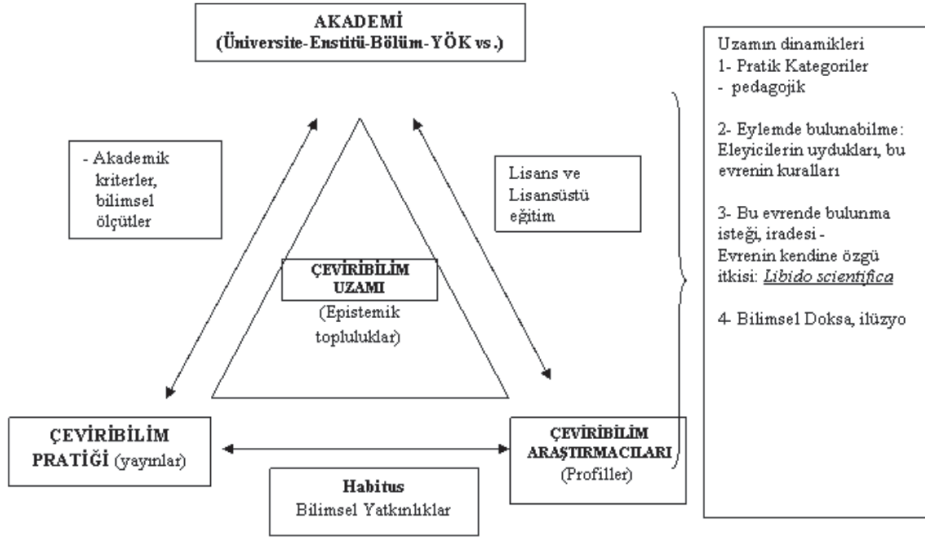 AKADEMİ
(Üniversite-Enstitü-Bölüm-YÖK vs.)
- Akademik
kriterler,
bilimsel
ölçütler
Lisans ve
Lisansüstü
eğitim
ÇEVİRİBİLİM
UZAMI
(Epistemik
topluluklar)
ÇEVİRİBİLİM
PRATİĞİ (yayınlar)
ÇEVİRİBİLİM
ARAŞTIRMACILARI
(Profiller)
Habitus
Bilimsel Yatkınlıklar
Uzamın dinamikleri
1- Pratik Kategoriler
- pedagojik
2- Eylemde bulunabilme:
Eleyicilerin uydukları, bu
evrenin kuralları
3- Bu evrende bulunma
isteği, iradesi -
Evrenin kendine özgü
itkisi: Libido scientifica
4- Bilimsel Doksa, ilüzyo